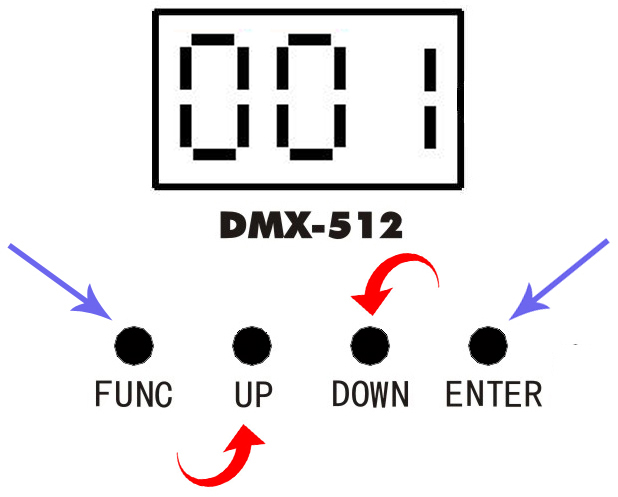 001
DMX-512
FUNC UP DOWN ENTER